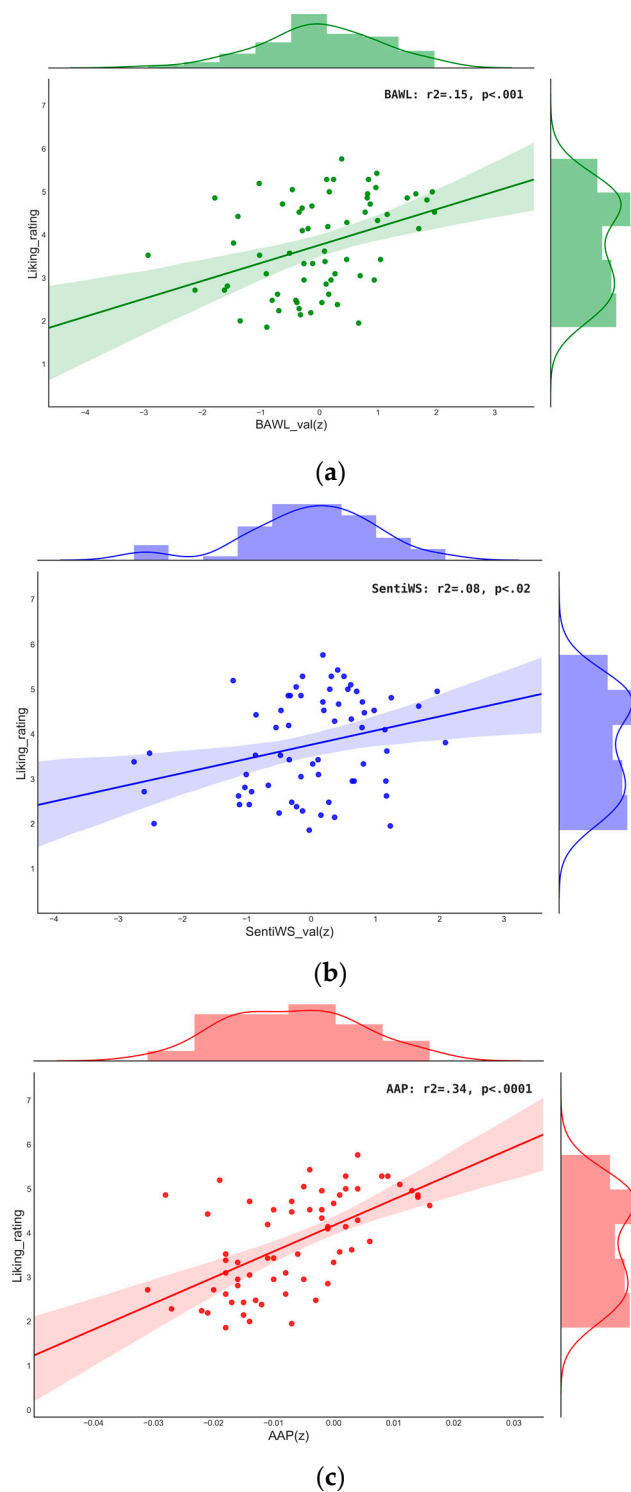 BAWL: r2=.15, p<.001
7
6
5
4
3
2
1
Liking_rating
−4 −3 −2 −1 0 1 2 3
BAWL_val(z)
(a)
SentiWS: r2=.08, p<.02
7
6
5
4
3
2
1
Liking_rating
−4 −3 −2 −1 0 1 2 3
SentiWS_val(z)
(b)
AAP: r2=.34, p<.0001
7
6
5
4
3
2
1
0
Liking_rating
−0.04 −0.03 −0.02 −0.01 0.00 0.01 0.02 0.03
AAP(z)
(c)